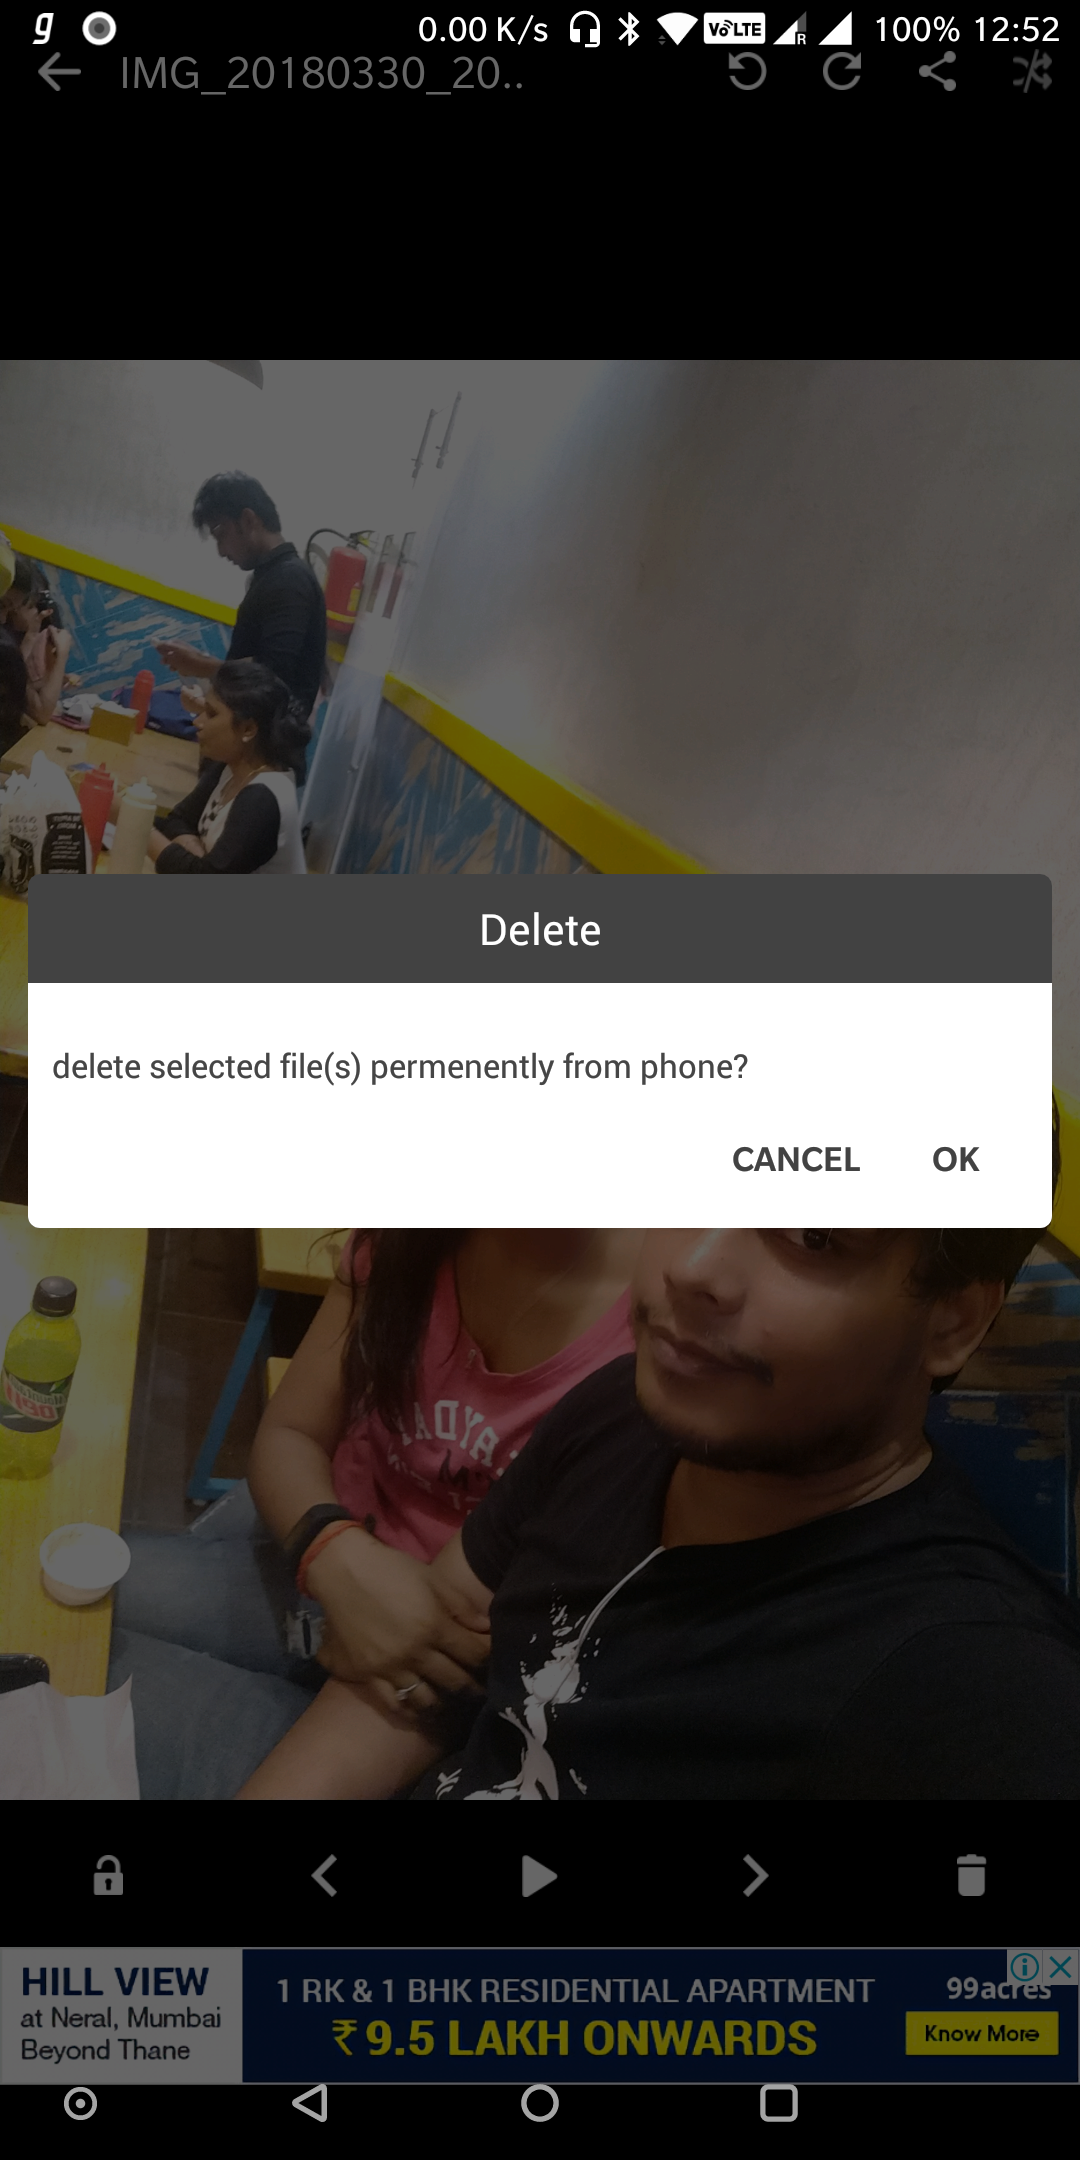 g 0.00 K/s VoLTE R 100% 12:52
IMG_20180330_20..
Delete
delete selected file(s) permenently from phone?
CANCEL OK
HILL VIEW
at Neral, Mumbai
Beyond Thane
1 RK & 1 BHK RESIDENTIAL APARTMENT
₹ 9.5 LAKH ONWARDS
99acres
Know More